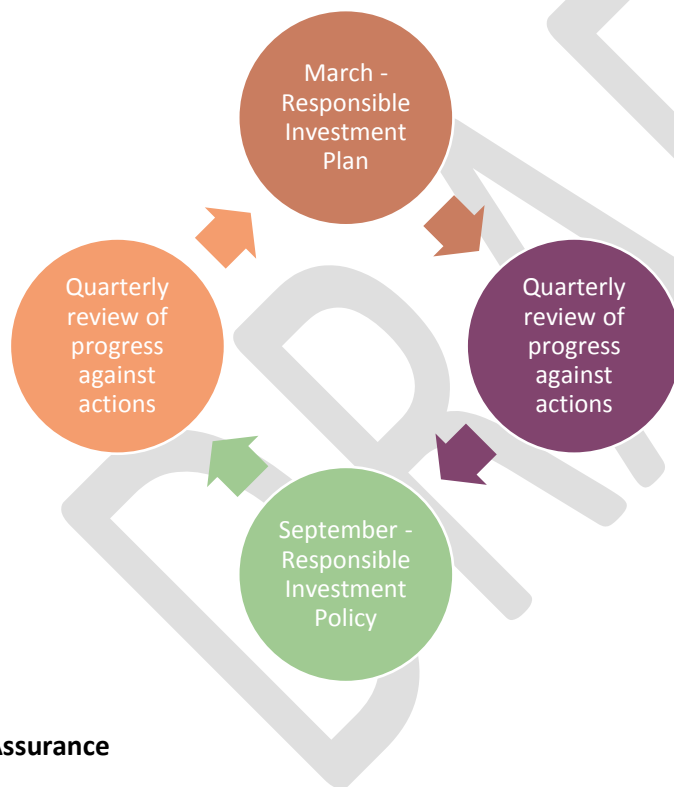 March -
Responsible
Investment
Plan
Quarterly
review of
progress
against
actions
Quarterly
review of
progress
against
actions
September -
Responsible
Investment
Policy
Assurance